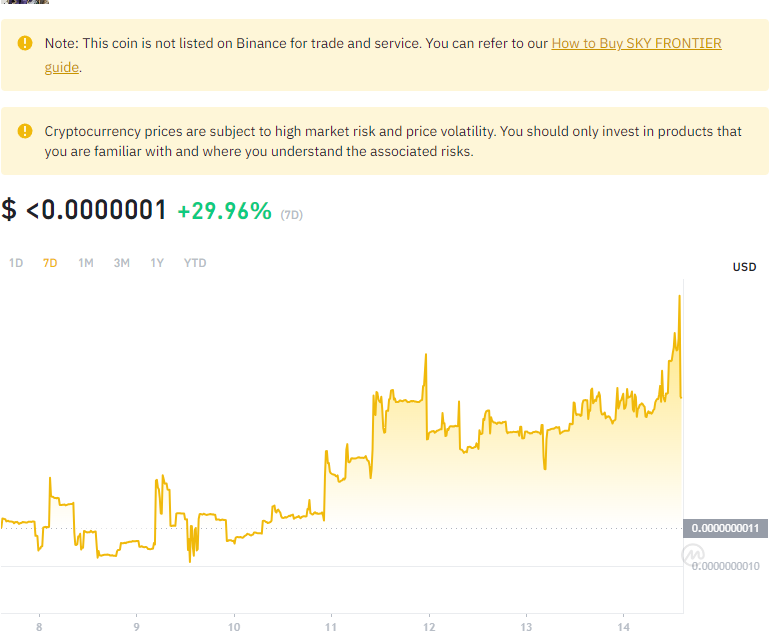 Note: This coin is not listed on Binance for trade and service. You can refer to our How to Buy SKY FRONTIER
guide.
Cryptocurrency prices are subject to high market risk and price volatility. You should only invest in products that
you are familiar with and where you understand the associated risks.
$ <0.0000001 +29.96% (7D)
1D 7D 1M 3M 1Y YTD
USD
0.0000000011
0.0000000010
8 9 10 11 12 13 14